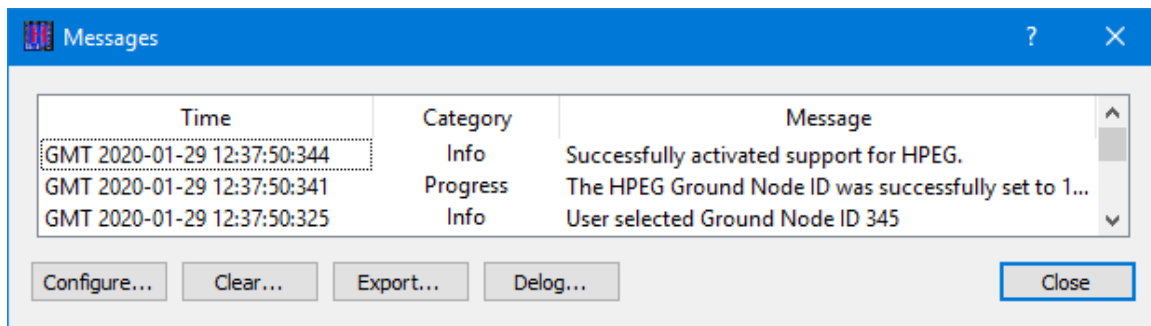 Messages
?
Time Category Message
GMT 2020-01-29 12:37:50:344 Info Successfully activated support for HPEG.
GMT 2020-01-29 12:37:50:341 Progress The HPEG Ground Node ID was successfully set to 1...
GMT 2020-01-29 12:37:50:325 Info User selected Ground Node ID 345
Configure... Clear... Export... Delog... Close